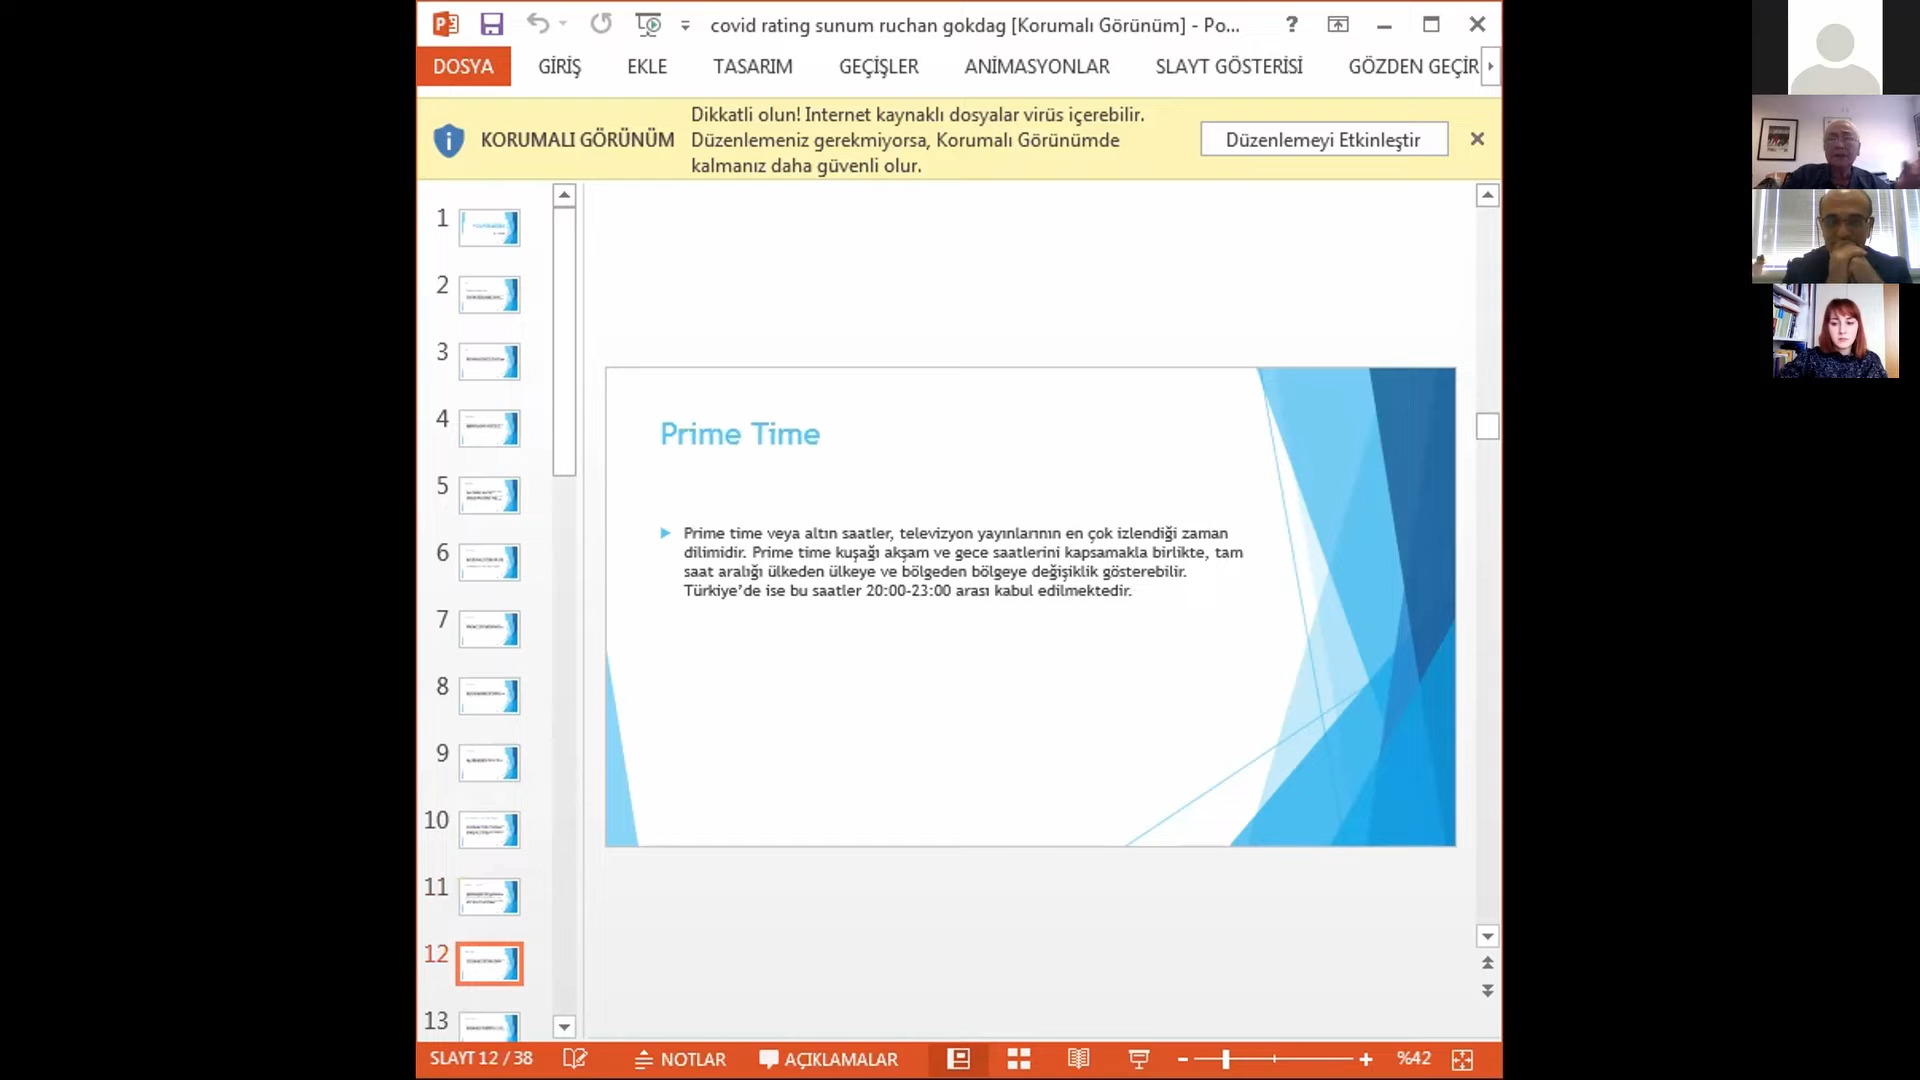 covid rating sunum ruchan gokdag [Korumalı Görünüm] - Po...
?
DOSYA GİRİŞ EKLE TASARIM GEÇİŞLER ANİMASYONLAR SLAYT GÖSTERİSİ GÖZDEN GEÇİR
KORUMALI GÖRÜNÜM
Dikkatli olun! Internet kaynaklı dosyalar virüs içerebilir.
Düzenlemeniz gerekmiyorsa, Korumalı Görünümde
kalmanız daha güvenli olur.
Düzenlemeyi Etkinleştir
1
2
3
4
5
6
7
8
9
10
11
12
13
Prime Time
Prime time veya altın saatler, televizyon yayınlarının en çok izlendiği zaman
dilimidir. Prime time kuşağı akşam ve gece saatlerini kapsamakla birlikte, tam
saat aralığı ülkeden ülkeye ve bölgeden bölgeye değişiklik gösterebilir.
Türkiye’de ise bu saatler 20:00-23:00 arası kabul edilmektedir.
SLAYT 12 / 38 NOTLAR AÇIKLAMALAR %42